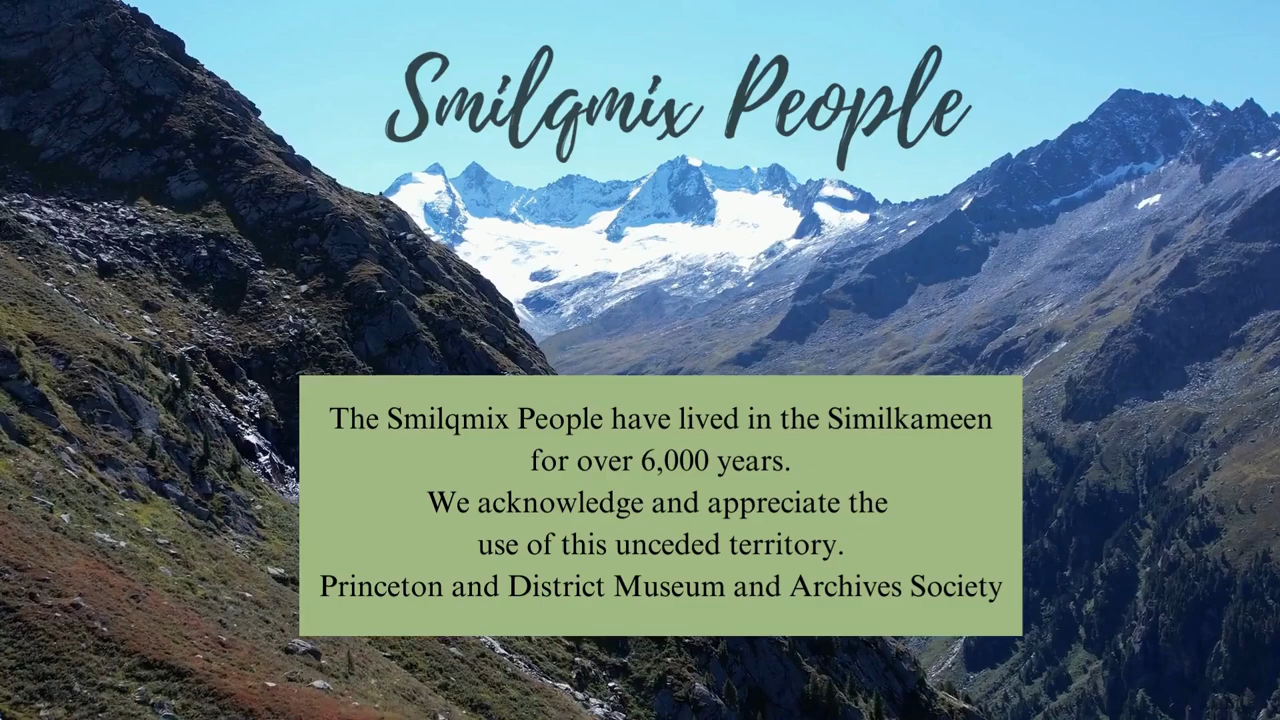 Smilqmix People
The Smilqmix People have lived in the Similkameen
for over 6,000 years.
We acknowledge and appreciate the
use of this unceded territory.
Princeton and District Museum and Archives Society